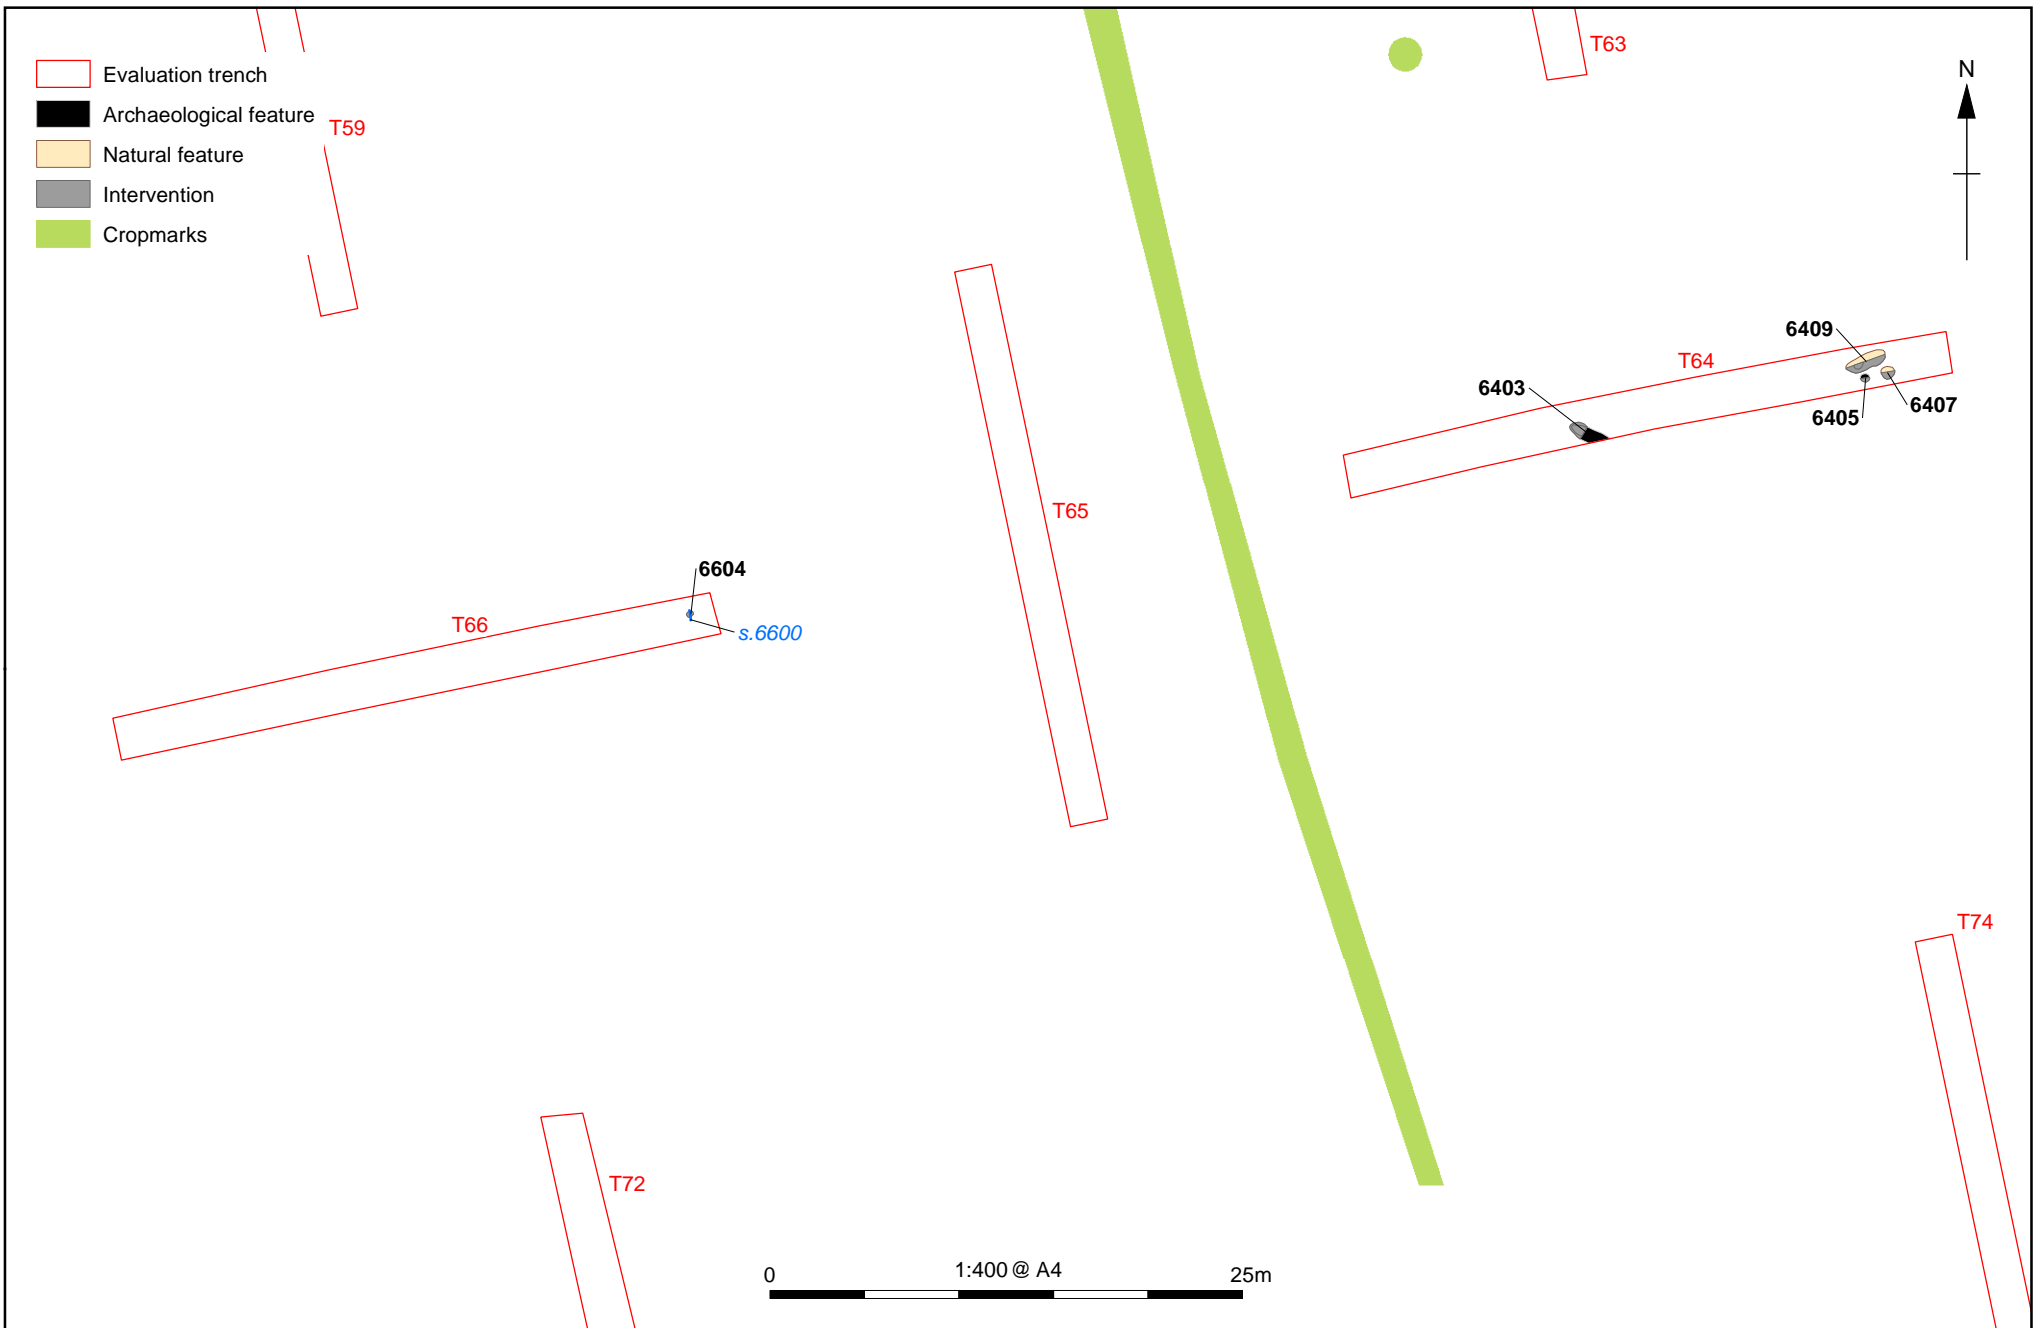 Evaluation trench
Archaeological feature
Natural feature
Intervention
Cropmarks
T59
T63
N
6409
T64
6403
6405
6407
T65
6604
T66
s.6600
T74
T72
0
1:400 @ A4
25m